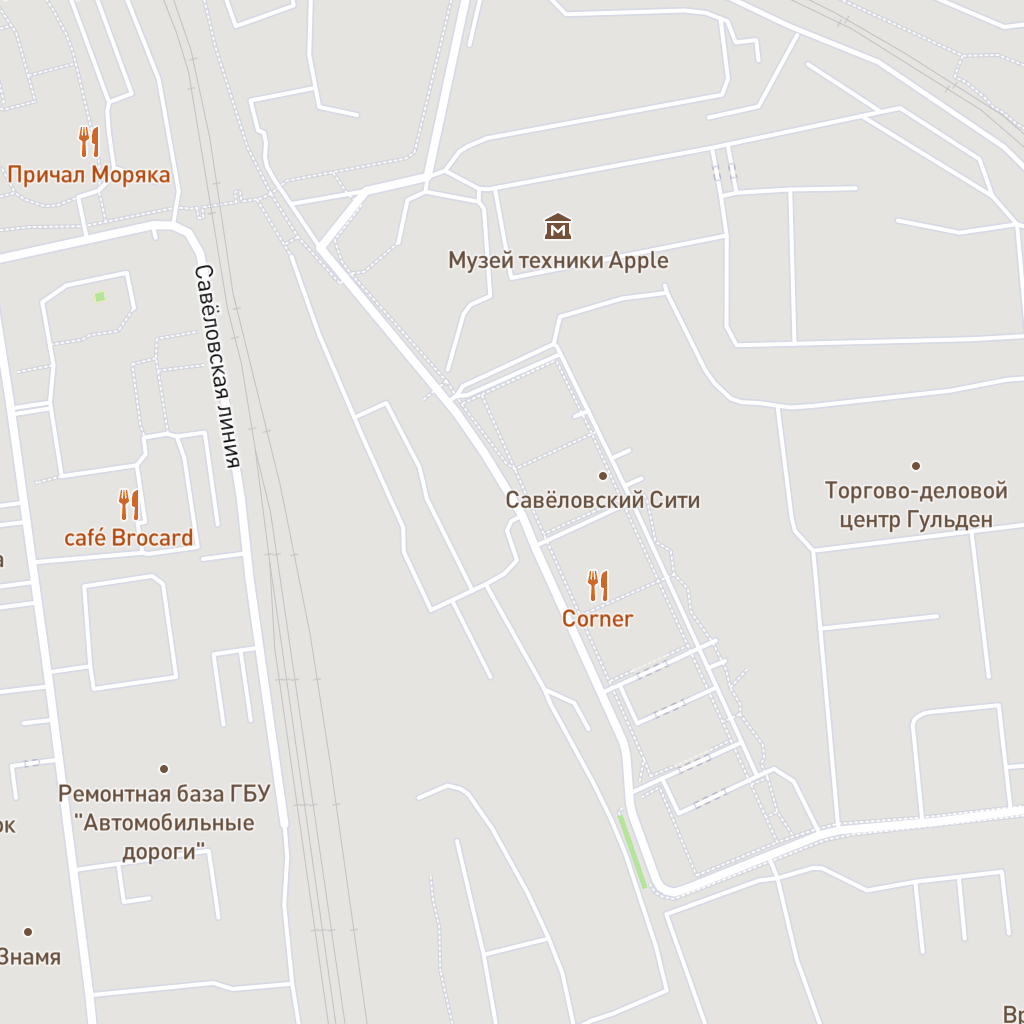 Причал Моряка
Музей техники Apple
Савёловская линия
Савёловский Сити
Торгово-деловой
центр Гульден
café Brocard
Corner
Ремонтная база ГБУ
"Автомобильные
дороги"
Знамя